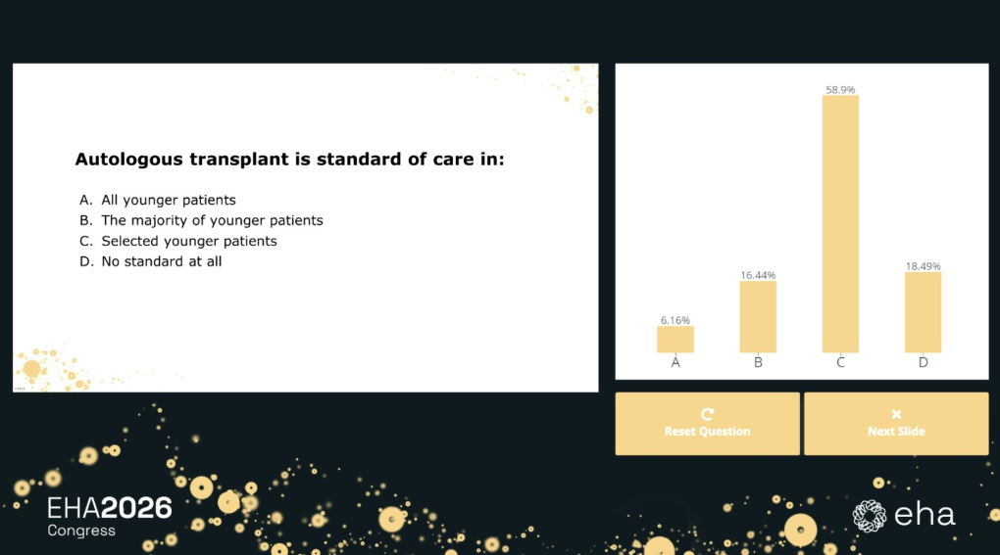 Autologous transplant is standard of care in:
A. All younger patients
B. The majority of younger patients
C. Selected younger patients
D. No standard at all
58.9%
18.49%
16.44%
6.16%
A B C D
Reset Question
Next Slide
EHA2026
Congress
eha